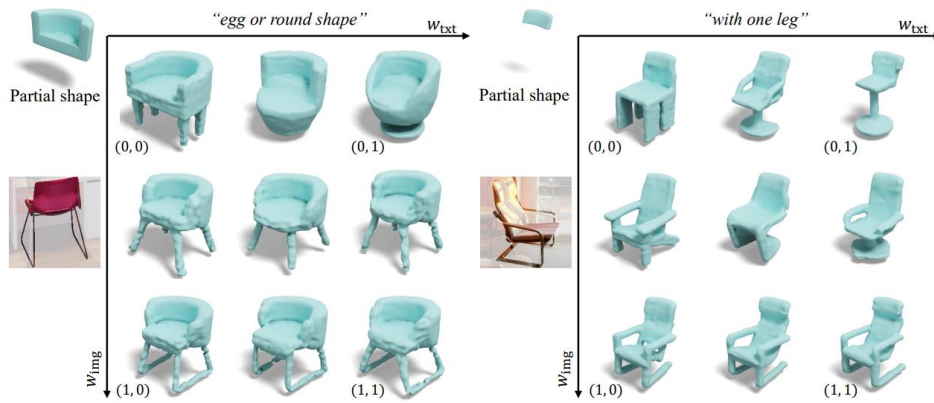 "egg or round shape"
w_txt
Partial shape
(0, 0)
(0, 1)
w_img
(1, 0)
(1, 1)
"with one leg"
w_txt
Partial shape
(0, 0)
(0, 1)
w_img
(1, 0)
(1, 1)